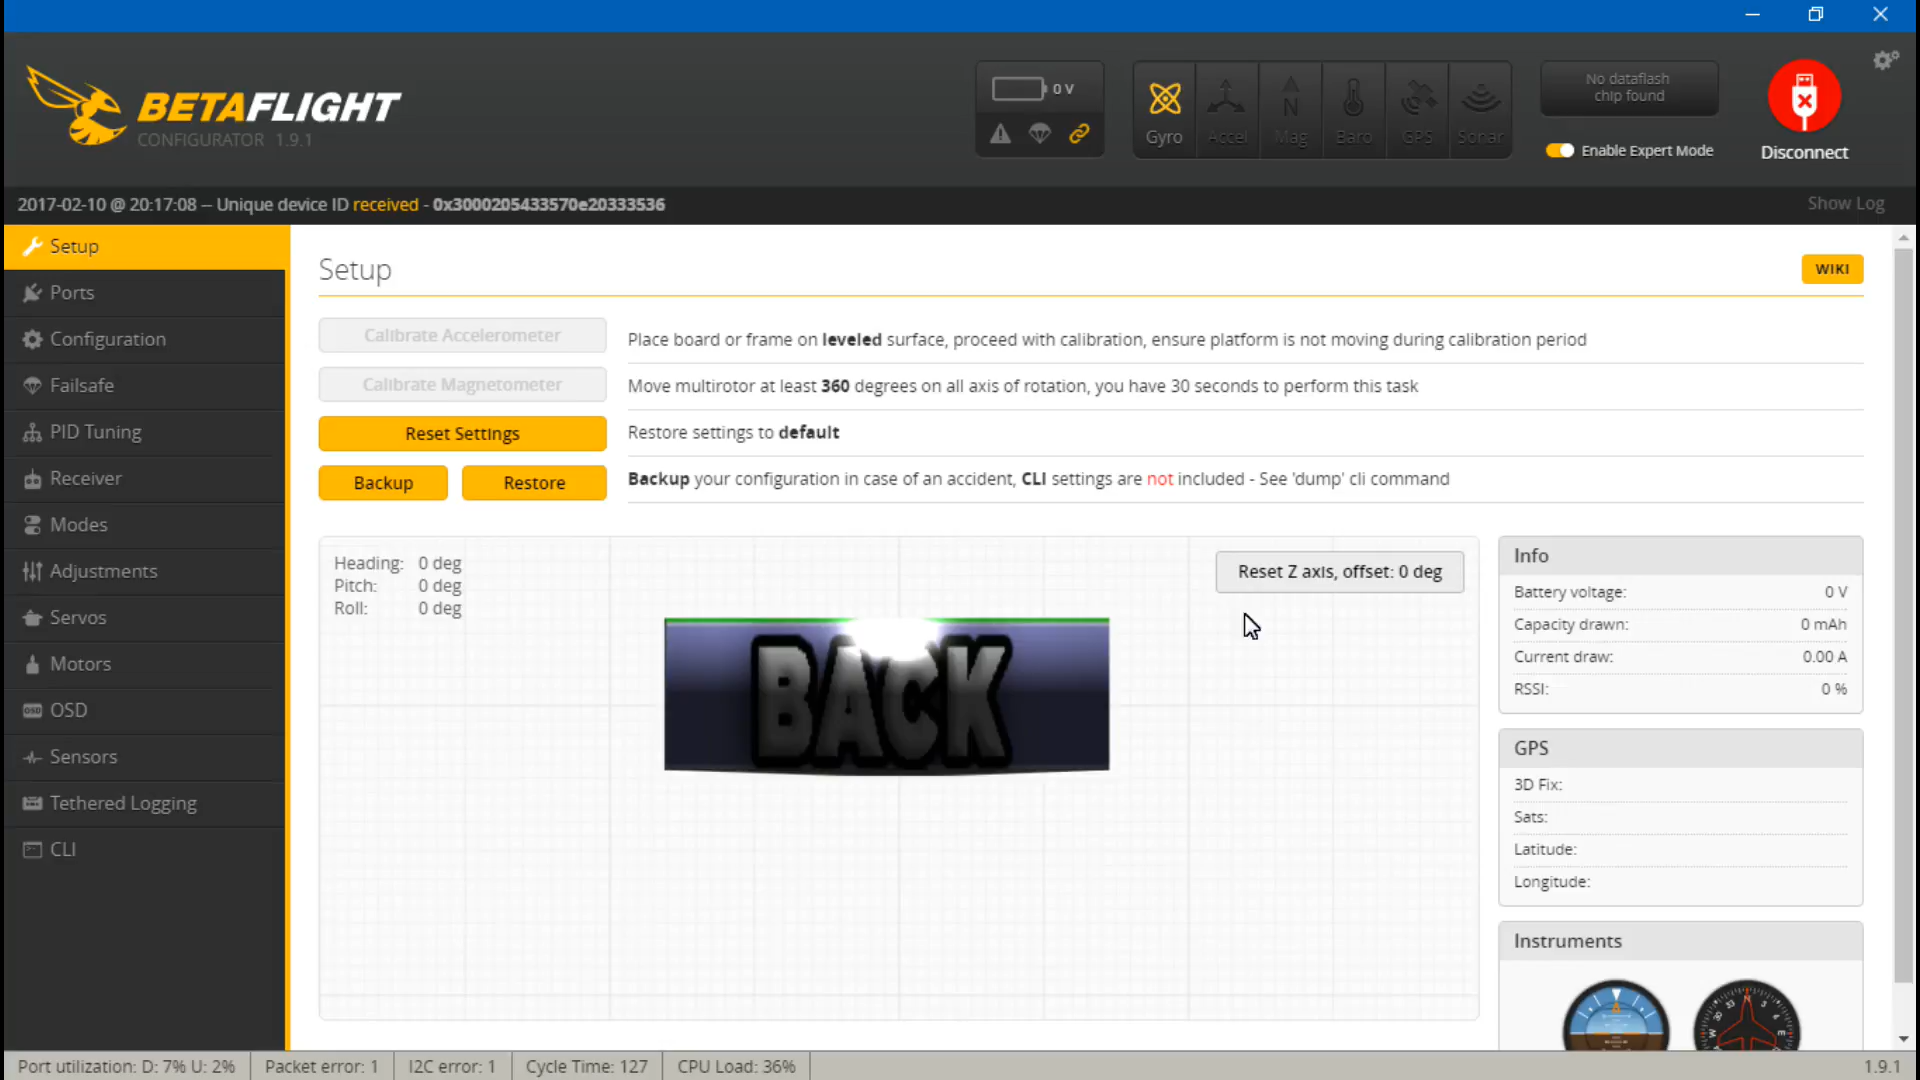 BETAFLIGHT
CONFIGURATOR 1.9.1
0 V
Gyro
Accel
Mag
Baro
GPS
Sonar
No dataflash
chip found
Enable Expert Mode
Disconnect
2017-02-10 @ 20:17:08 -- Unique device ID received - 0x3000205433570e20333536
Show Log
Setup
Ports
Configuration
Failsafe
PID Tuning
Receiver
Modes
Adjustments
Servos
Motors
OSD
OSD
Sensors
Tethered Logging
CLI
Setup
WIKI
Calibrate Accelerometer
Place board or frame on leveled surface, proceed with calibration, ensure platform is not moving during calibration period
Calibrate Magnetometer
Move multirotor at least 360 degrees on all axis of rotation, you have 30 seconds to perform this task
Reset Settings
Restore settings to default
Backup
Restore
Backup your configuration in case of an accident, CLI settings are not included - See 'dump' cli command
Heading: 0 deg
Pitch: 0 deg
Roll: 0 deg
Reset Z axis, offset: 0 deg
BACK
Info
Battery voltage: 0 V
Capacity drawn: 0 mAh
Current draw: 0.00 A
RSSI: 0 %
GPS
3D Fix:
Sats:
Latitude:
Longitude:
Instruments
Port utilization: D: 7% U: 2%
Packet error: 1
I2C error: 1
Cycle Time: 127
CPU Load: 36%
1.9.1